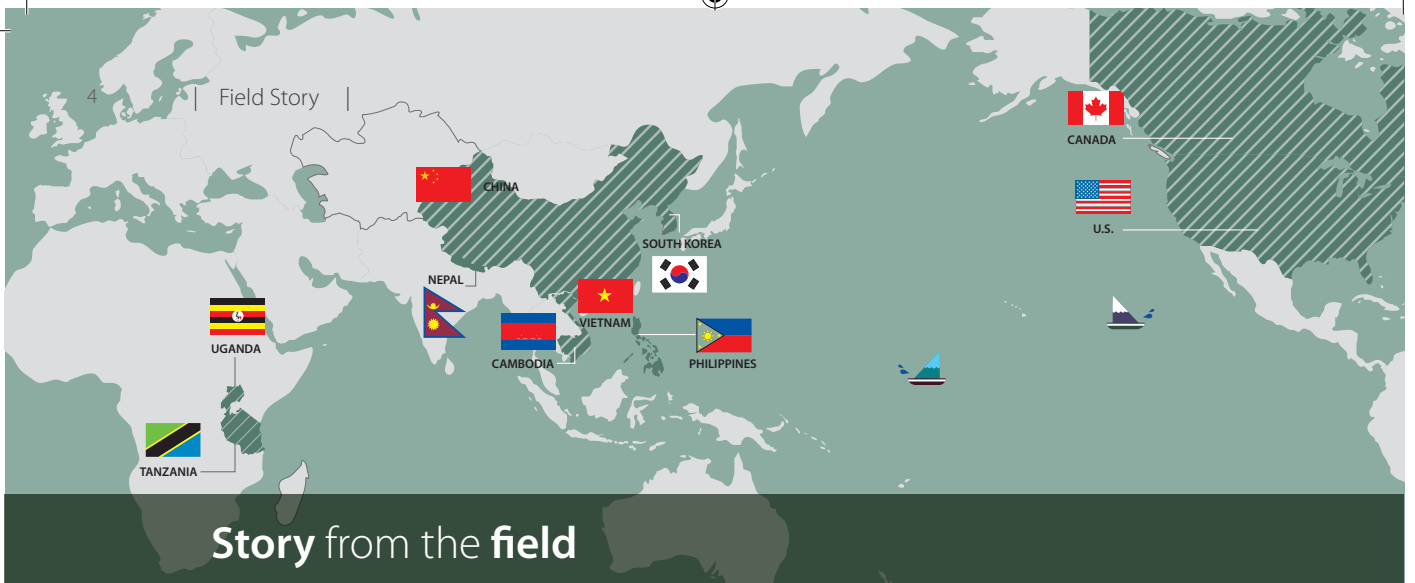 4 | Field Story |
CANADA
CHINA
U.S.
SOUTH KOREA
NEPAL
VIETNAM
UGANDA
CAMBODIA
PHILIPPINES
TANZANIA
Story from the field